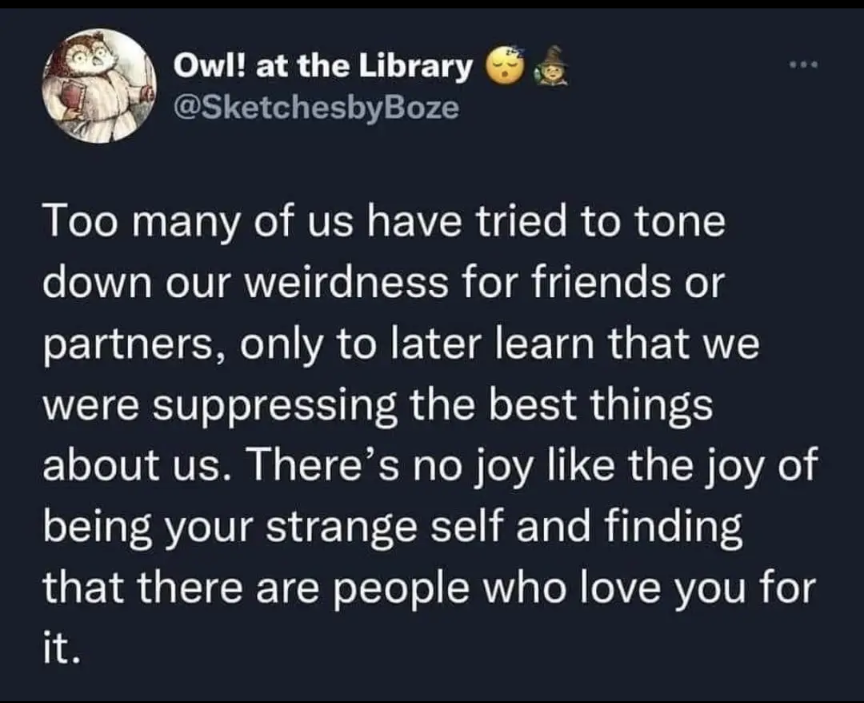 Owl! at the Library 😴🧙‍♀️
@SketchesbyBoze
Too many of us have tried to tone
down our weirdness for friends or
partners, only to later learn that we
were suppressing the best things
about us. There’s no joy like the joy of
being your strange self and finding
that there are people who love you for
it.